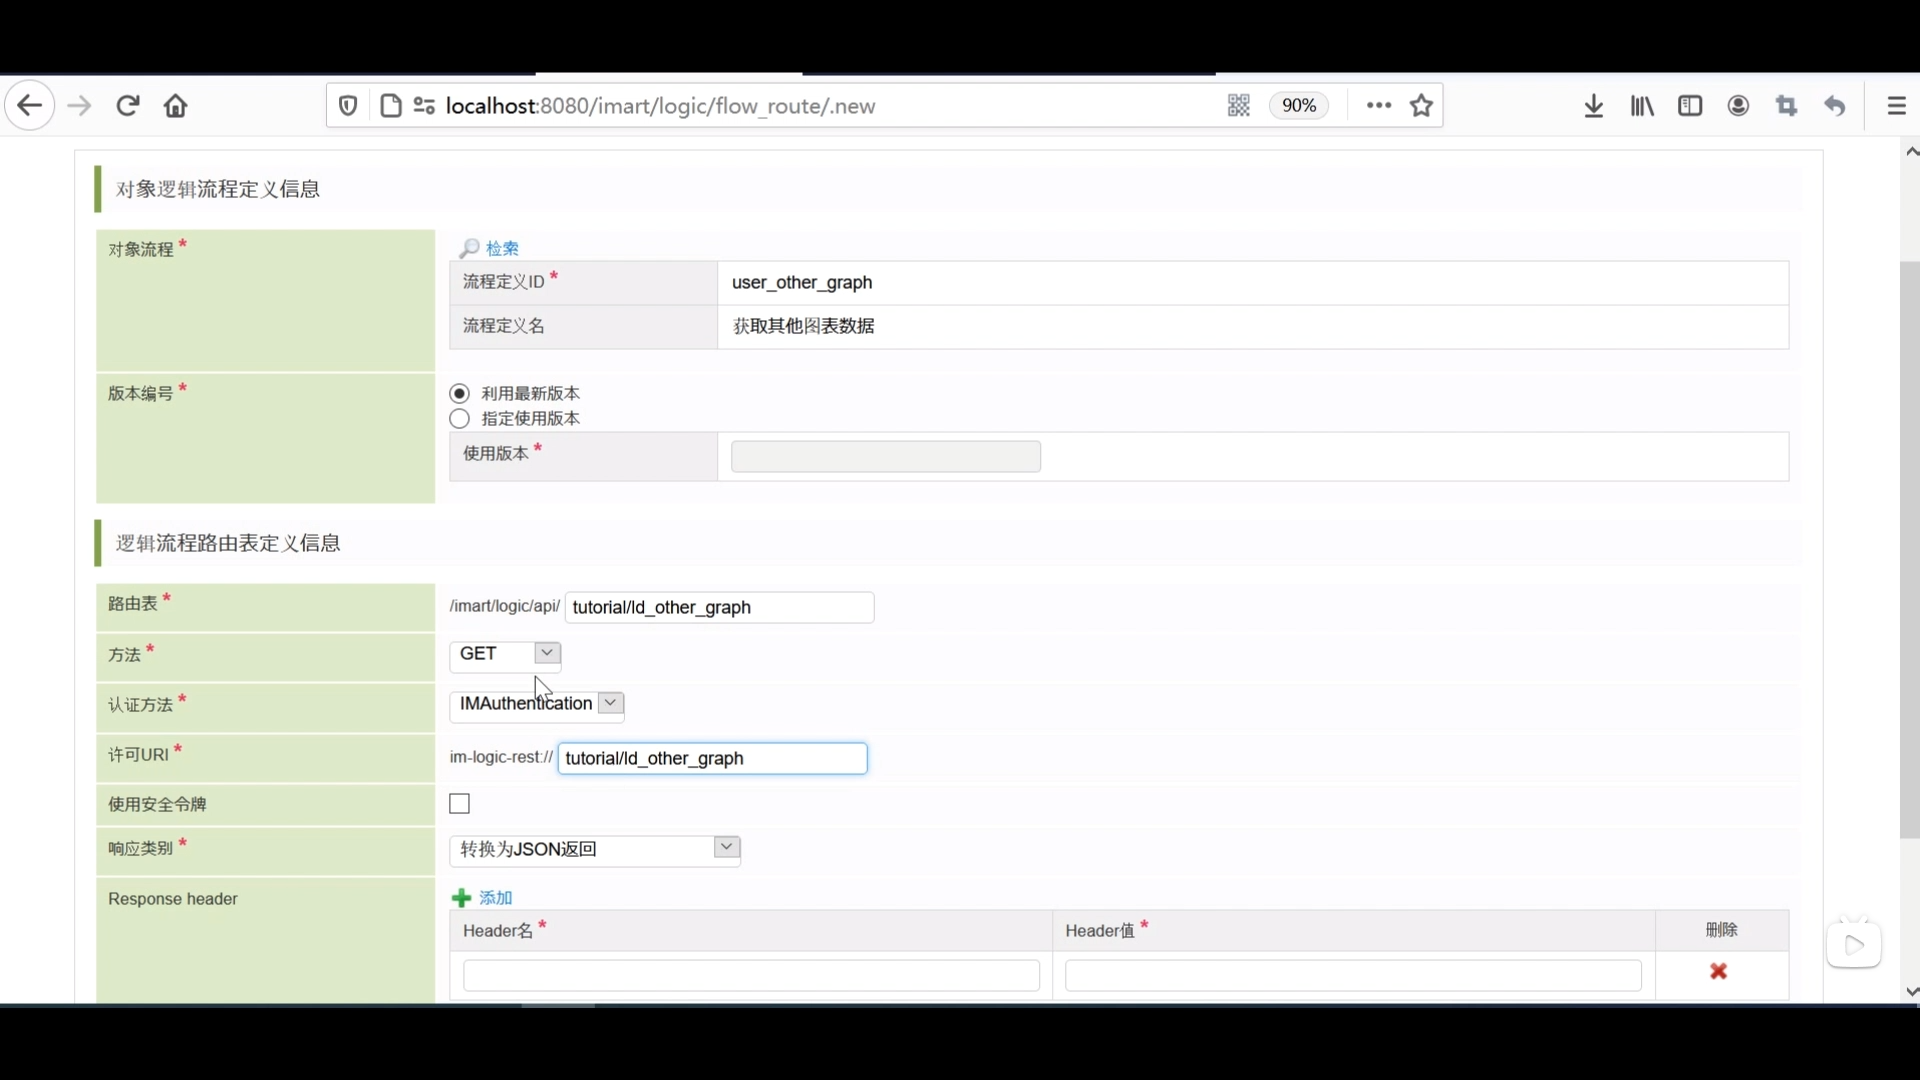 localhost:8080/imart/logic/flow_route/.new
90%
对象逻辑流程定义信息
对象流程 *
检索
流程定义ID *
user_other_graph
流程定义名
获取其他图表数据
版本编号 *
利用最新版本
指定使用版本
使用版本 *
逻辑流程路由表定义信息
路由表 *
/imart/logic/api/ tutorial/ld_other_graph
方法 *
GET
认证方法 *
IMAuthentication
许可URI *
im-logic-rest:// tutorial/ld_other_graph
使用安全令牌
响应类别 *
转换为JSON返回
Response header
添加
Header名 *
Header值 *
删除